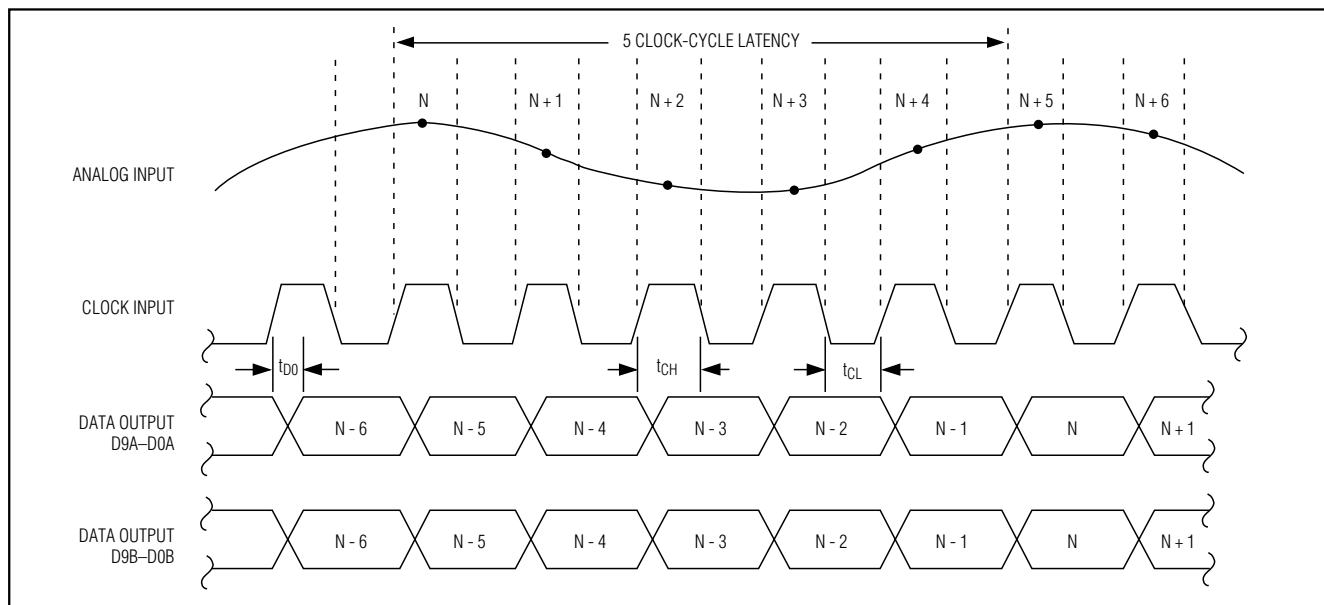 5 CLOCK-CYCLE LATENCY
N N + 1 N + 2 N + 3 N + 4 N + 5 N + 6
ANALOG INPUT
CLOCK INPUT
tD0 tCH tCL
DATA OUTPUT
D9A–D0A
N - 6 N - 5 N - 4 N - 3 N - 2 N - 1 N N + 1
DATA OUTPUT
D9B–D0B
N - 6 N - 5 N - 4 N - 3 N - 2 N - 1 N N + 1